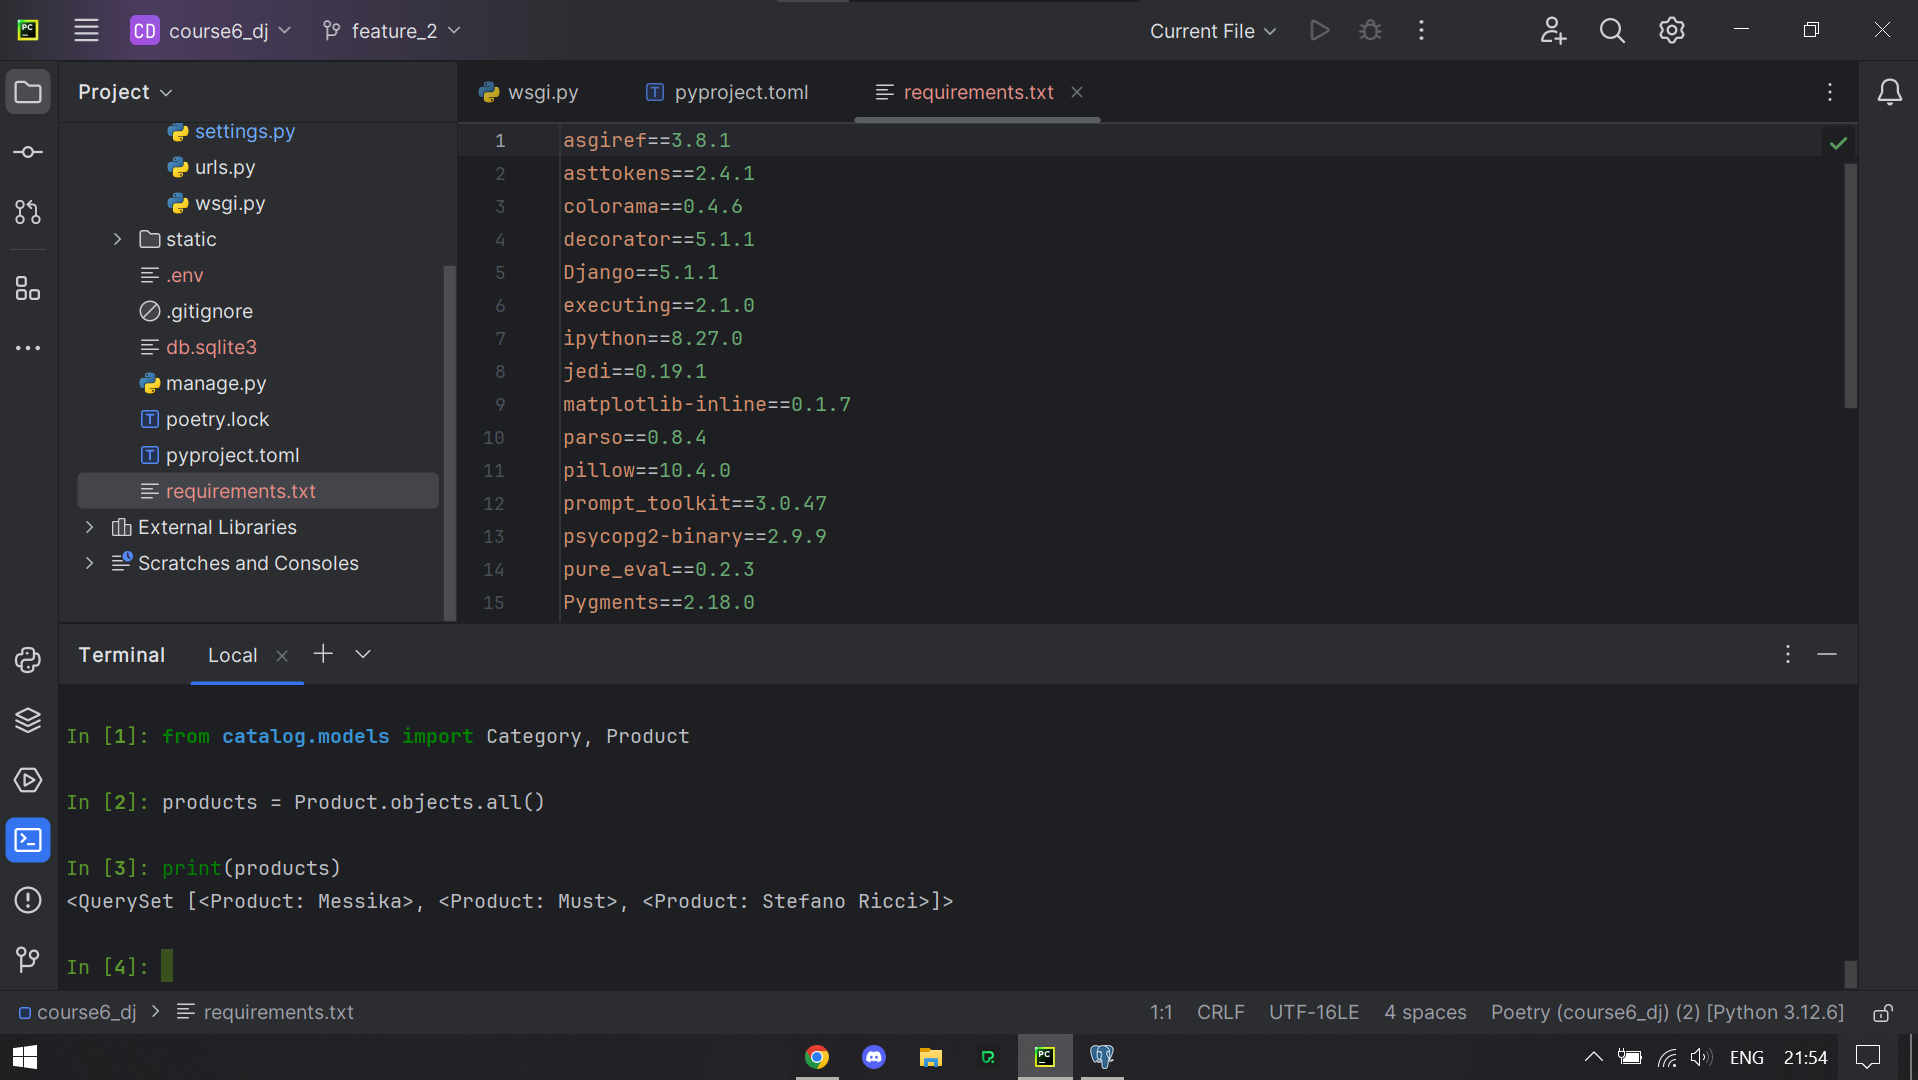 PC
CD course6_dj feature_2 Current File
Project
wsgi.py pyproject.toml requirements.txt
settings.py
urls.py
wsgi.py
static
.env
.gitignore
db.sqlite3
manage.py
poetry.lock
pyproject.toml
requirements.txt
External Libraries
Scratches and Consoles
1 asgiref==3.8.1
2 asttokens==2.4.1
3 colorama==0.4.6
4 decorator==5.1.1
5 Django==5.1.1
6 executing==2.1.0
7 ipython==8.27.0
8 jedi==0.19.1
9 matplotlib-inline==0.1.7
10 parso==0.8.4
11 pillow==10.4.0
12 prompt_toolkit==3.0.47
13 psycopg2-binary==2.9.9
14 pure_eval==0.2.3
15 Pygments==2.18.0
Terminal Local
In [1]: from catalog.models import Category, Product
In [2]: products = Product.objects.all()
In [3]: print(products)
<QuerySet [<Product: Messika>, <Product: Must>, <Product: Stefano Ricci>]>
In [4]:
course6_dj > requirements.txt 1:1 CRLF UTF-16LE 4 spaces Poetry (course6_dj) (2) [Python 3.12.6]
PC ENG 21:54